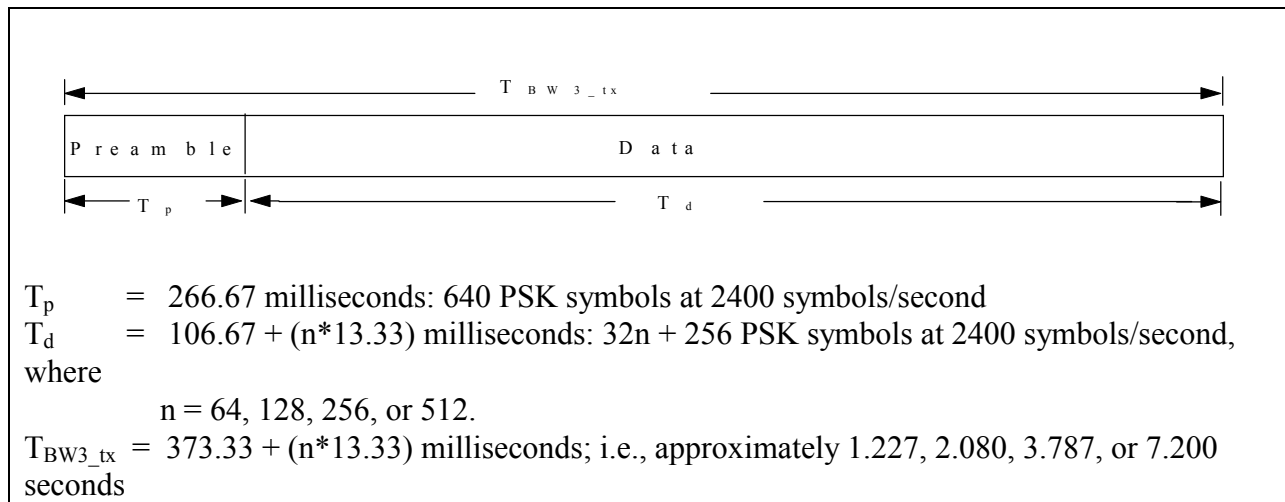 T BW3_tx
Preamble Data
T p T d
Tp = 266.67 milliseconds: 640 PSK symbols at 2400 symbols/second
Td = 106.67 + (n*13.33) milliseconds: 32n + 256 PSK symbols at 2400 symbols/second,
where
n = 64, 128, 256, or 512.
TBW3_tx = 373.33 + (n*13.33) milliseconds; i.e., approximately 1.227, 2.080, 3.787, or 7.200
seconds